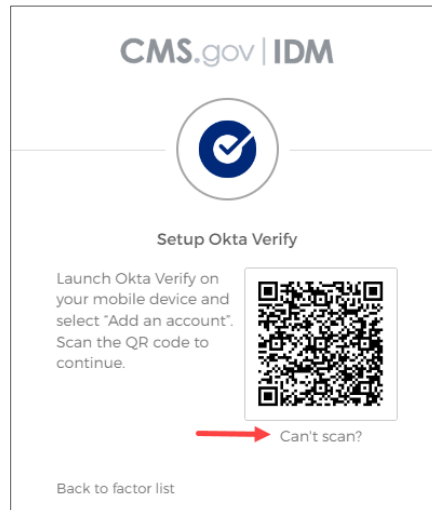 CMS.gov | IDM
Setup Okta Verify
Launch Okta Verify on
your mobile device and
select "Add an account".
Scan the QR code to
continue.
Can't scan?
Back to factor list